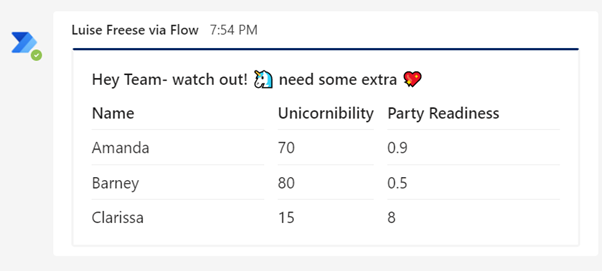 Luise Freese via Flow 7:54 PM
Hey Team- watch out! 🦄 need some extra 💖
Name Unicornibility Party Readiness
Amanda 70 0.9
Barney 80 0.5
Clarissa 15 8